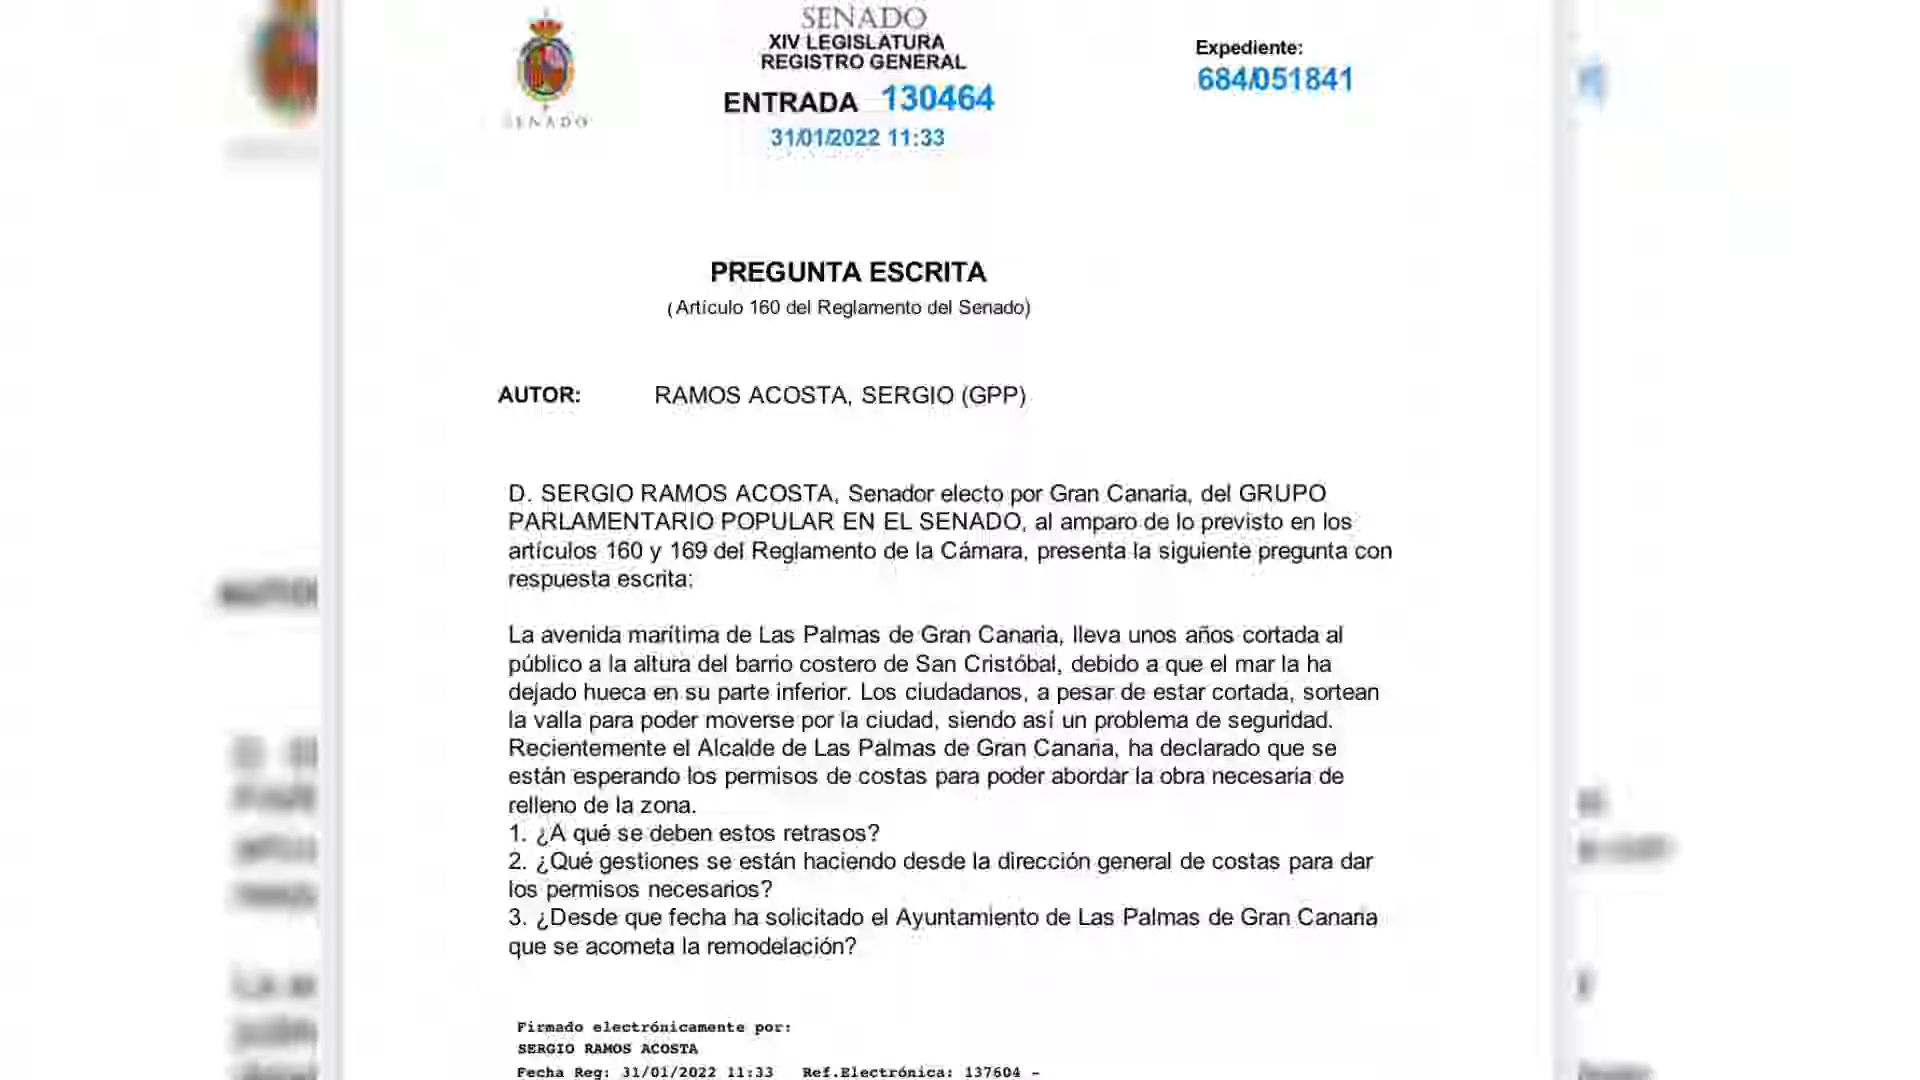 SENADO
XIV LEGISLATURA
REGISTRO GENERAL
ENTRADA 130464
31/01/2022 11:33
Expediente:
684/051841
SENADO
PREGUNTA ESCRITA
(Artículo 160 del Reglamento del Senado)
AUTOR: RAMOS ACOSTA, SERGIO (GPP)
D. SERGIO RAMOS ACOSTA, Senador electo por Gran Canaria, del GRUPO
PARLAMENTARIO POPULAR EN EL SENADO, al amparo de lo previsto en los
artículos 160 y 169 del Reglamento de la Cámara, presenta la siguiente pregunta con
respuesta escrita:
La avenida marítima de Las Palmas de Gran Canaria, lleva unos años cortada al
público a la altura del barrio costero de San Cristóbal, debido a que el mar la ha
dejado hueca en su parte inferior. Los ciudadanos, a pesar de estar cortada, sortean
la valla para poder moverse por la ciudad, siendo así un problema de seguridad.
Recientemente el Alcalde de Las Palmas de Gran Canaria, ha declarado que se
están esperando los permisos de costas para poder abordar la obra necesaria de
relleno de la zona.
1. ¿A qué se deben estos retrasos?
2. ¿Qué gestiones se están haciendo desde la dirección general de costas para dar
los permisos necesarios?
3. ¿Desde que fecha ha solicitado el Ayuntamiento de Las Palmas de Gran Canaria
que se acometa la remodelación?
Firmado electrónicamente por:
SERGIO RAMOS ACOSTA
Fecha Reg: 31/01/2022 11:33 Ref.Electrónica: 137604 -